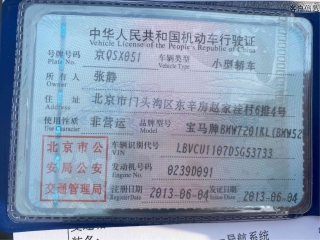 中华人民共和国机动车行驶证
Vehicle License of the People's Republic of China
号牌号码 京QSX051 车辆类型 小型轿车
Plate No. Vehicle Type
所有人 张静
Owner
住址 北京市门头沟区东辛房赵家洼村6排4号
Address
使用性质 非营运 品牌型号 宝马牌BMW7201KL(BMW52
Use Character
北京市公
安局公安
交通管理局
车辆识别代号 LBVCU1107DSG53733
VIN
发动机号码 0239D091
Engine No.
注册日期 2013-06-04 发证日期 2013-06-04
Register Date Issue Date
导航系统